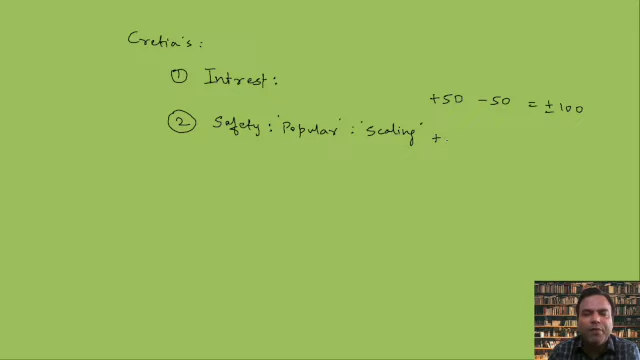 Cretia's:
① Intrest:
+50 -50 = ±100
② Safety: 'Popular': "Scaling" +.